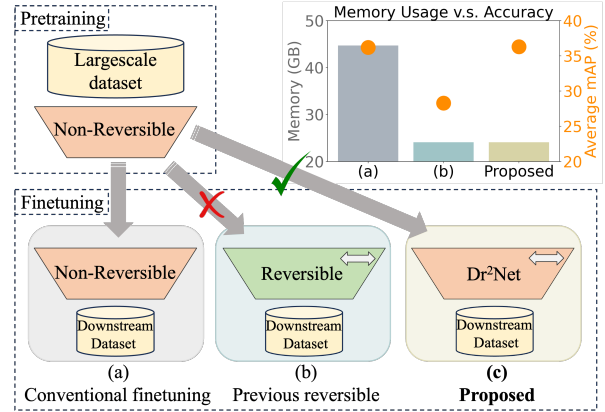 Pretraining
Largescale
dataset
Non-Reversible
Memory Usage v.s. Accuracy
Memory (GB)
50
40
30
20
(a)
(b)
Proposed
40
35
30
25
20
Average mAP (%)
Finetuning
Non-Reversible
Downstream
Dataset
(a)
Conventional finetuning
Reversible
Downstream
Dataset
(b)
Previous reversible
Dr²Net
Downstream
Dataset
(c)
Proposed